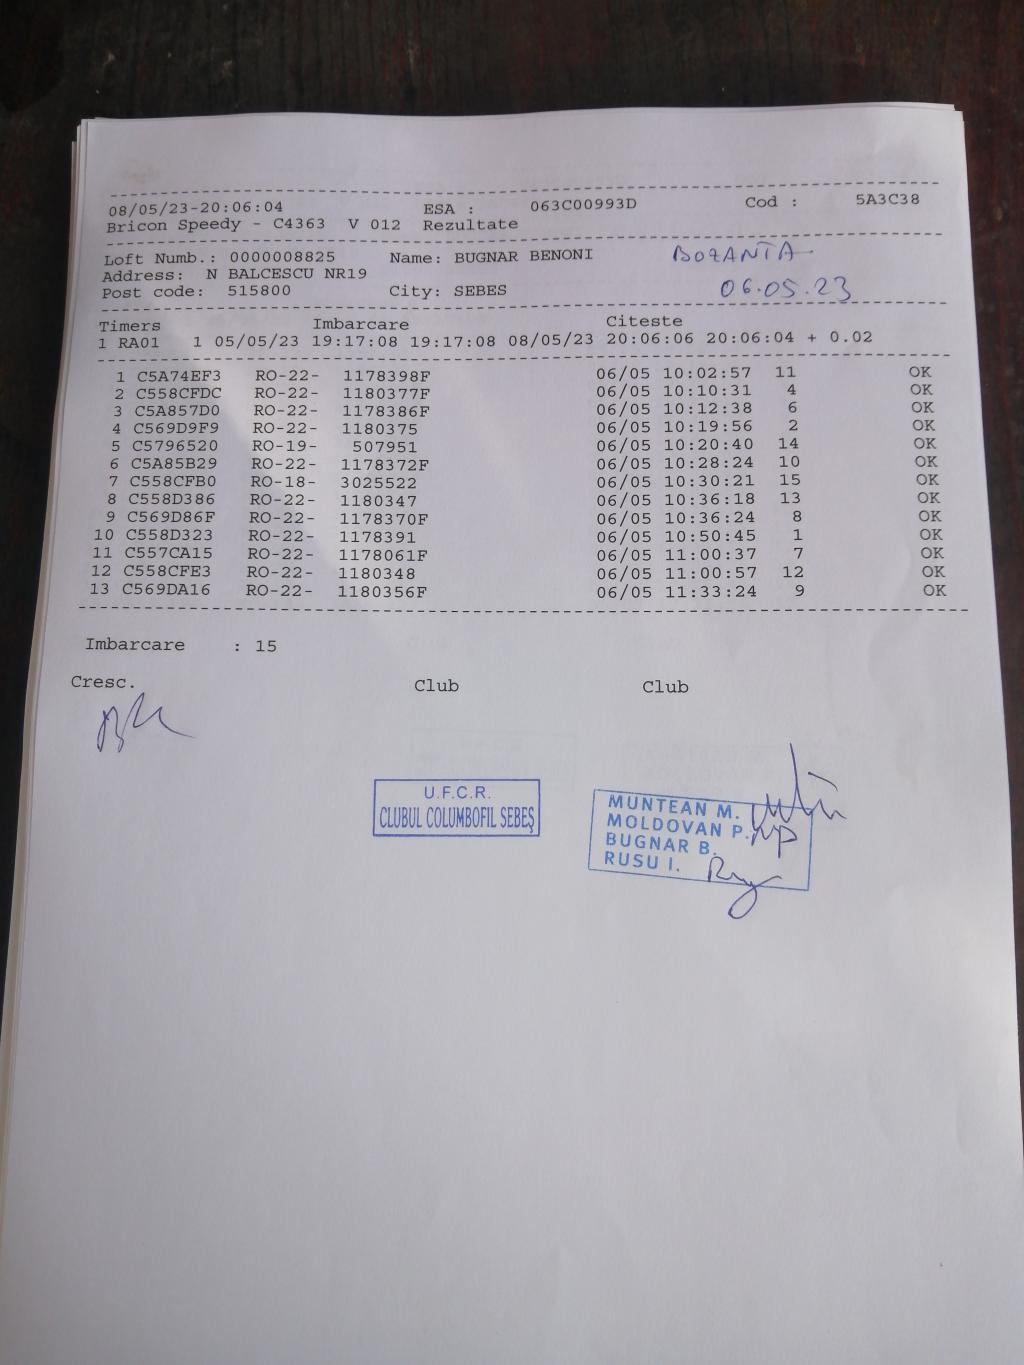 08/05/23-20:06:04 ESA : 063C00993D Cod : 5A3C38
Bricon Speedy - C4363 V 012 Rezultate
Loft Numb.: 0000008825 Name: BUGNAR BENONI BOZANTA
Address: N BALCESCU NR19
Post code: 515800 City: SEBES 06.05.23
Timers Imbarcare Citeste
1 RA01 1 05/05/23 19:17:08 19:17:08 08/05/23 20:06:06 20:06:04 + 0.02
1 C5A74EF3 RO-22- 1178398F 06/05 10:02:57 11 OK
2 C558CFDC RO-22- 1180377F 06/05 10:10:31 4 OK
3 C5A857D0 RO-22- 1178386F 06/05 10:12:38 6 OK
4 C569D9F9 RO-22- 1180375 06/05 10:19:56 2 OK
5 C5796520 RO-19- 507951 06/05 10:20:40 14 OK
6 C5A85B29 RO-22- 1178372F 06/05 10:28:24 10 OK
7 C558CFB0 RO-18- 3025522 06/05 10:30:21 15 OK
8 C558D386 RO-22- 1180347 06/05 10:36:18 13 OK
9 C569D86F RO-22- 1178370F 06/05 10:36:24 8 OK
10 C558D323 RO-22- 1178391 06/05 10:50:45 1 OK
11 C557CA15 RO-22- 1178061F 06/05 11:00:37 7 OK
12 C558CFE3 RO-22- 1180348 06/05 11:00:57 12 OK
13 C569DA16 RO-22- 1180356F 06/05 11:33:24 9 OK
Imbarcare : 15
Cresc. Club Club
U.F.C.R.
CLUBUL COLUMBOFIL SEBEȘ
MUNTEAN M.
MOLDOVAN P.
BUGNAR B.
RUSU I.